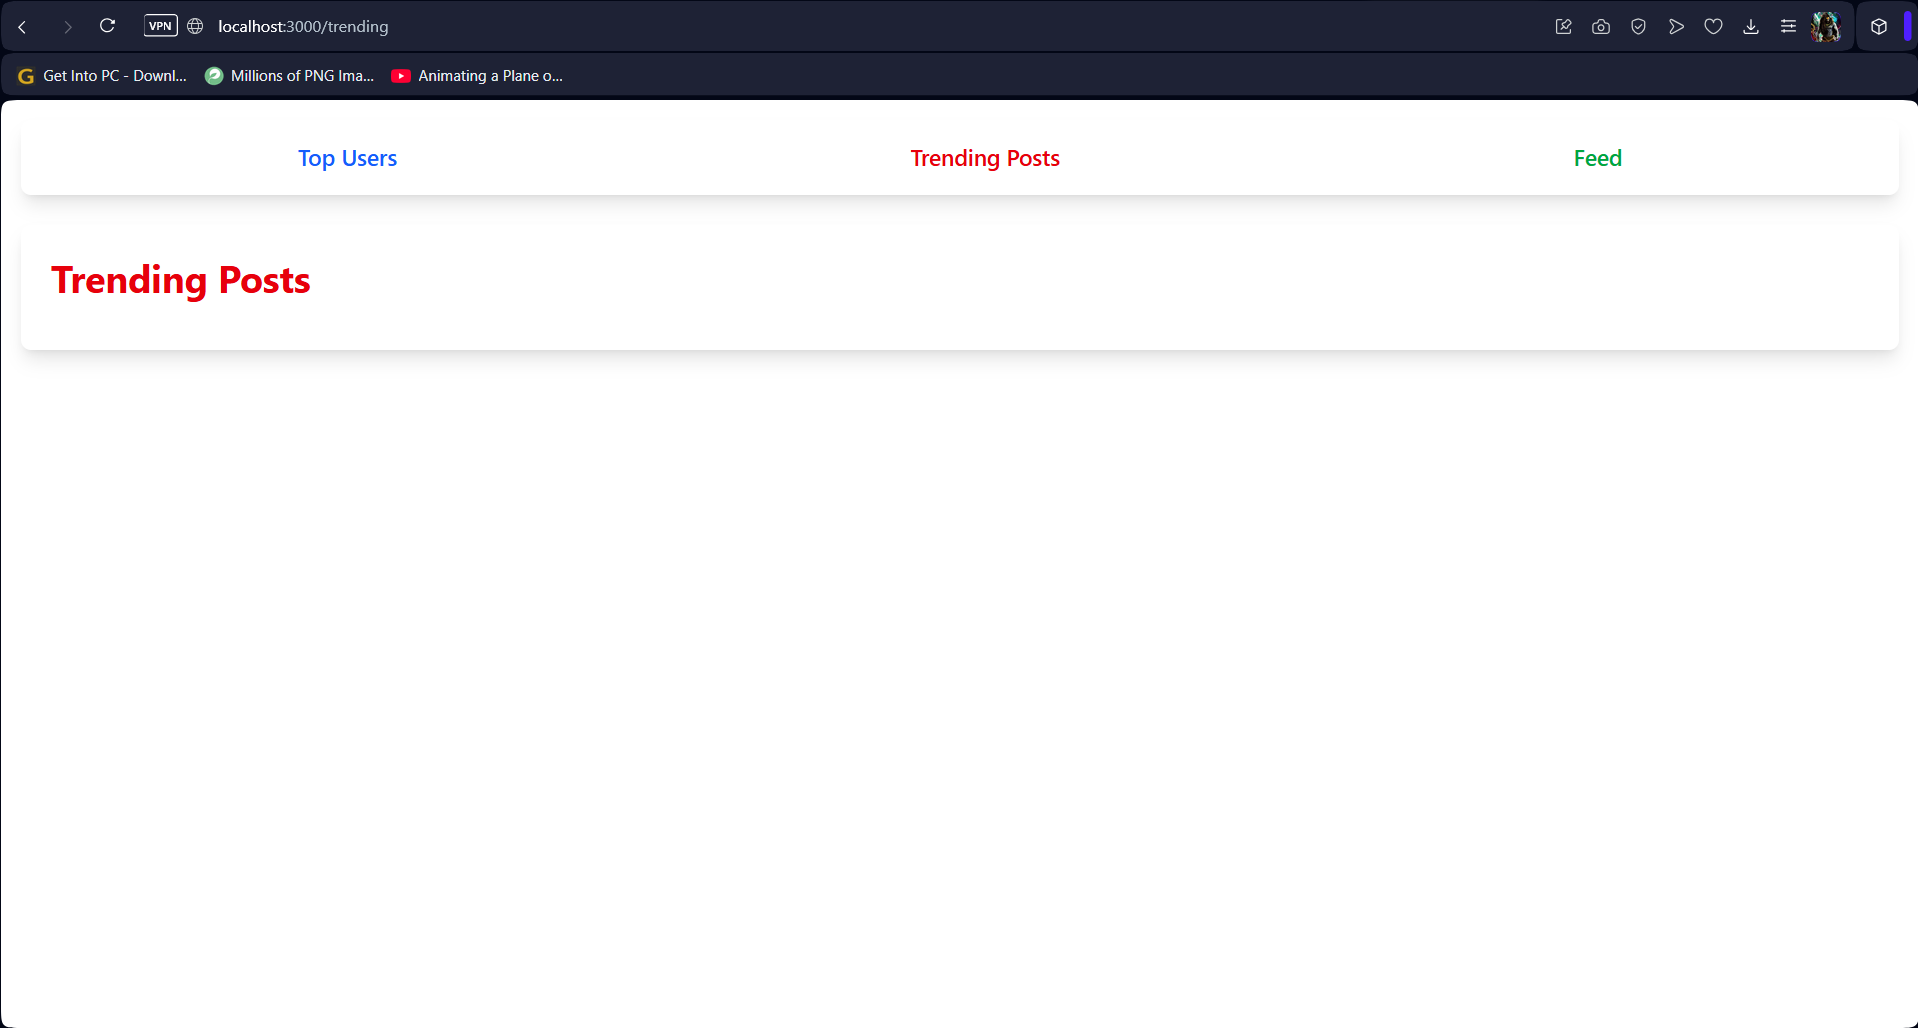 VPN localhost:3000/trending
G Get Into PC - Downl... Millions of PNG Ima... Animating a Plane o...
Top Users Trending Posts Feed
Trending Posts